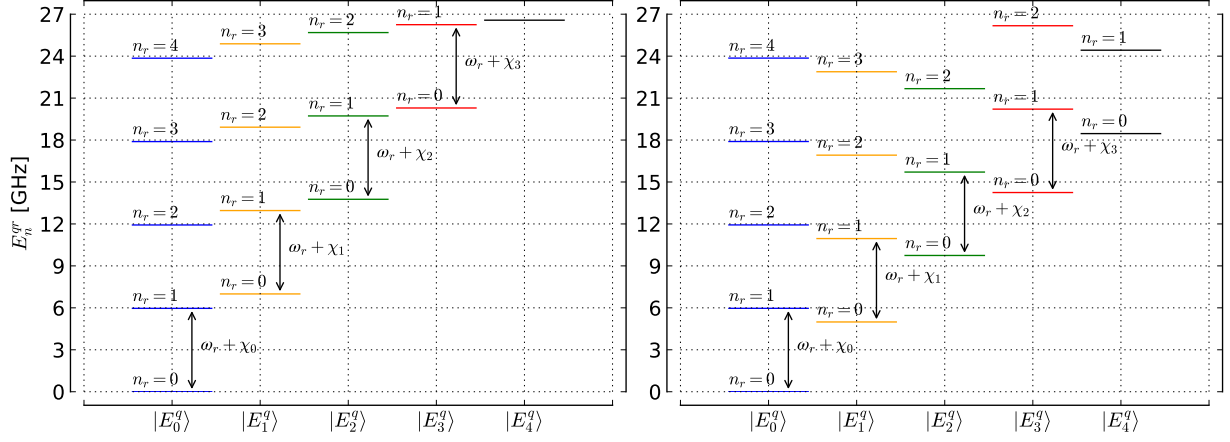 E_n^{qr} [GHz]
27
24
21
18
15
12
9
6
3
0
n_r = 4
n_r = 3
n_r = 2
n_r = 1
n_r = 0
n_r = 3
n_r = 2
n_r = 1
n_r = 0
n_r = 2
n_r = 1
n_r = 0
n_r = 1
n_r = 0
ω_r + χ_0
ω_r + χ_1
ω_r + χ_2
ω_r + χ_3
|E_0^q⟩ |E_1^q⟩ |E_2^q⟩ |E_3^q⟩ |E_4^q⟩
27
24
21
18
15
12
9
6
3
0
n_r = 4
n_r = 3
n_r = 2
n_r = 1
n_r = 0
n_r = 3
n_r = 2
n_r = 1
n_r = 0
n_r = 2
n_r = 1
n_r = 0
n_r = 2
n_r = 1
n_r = 0
n_r = 1
n_r = 0
ω_r + χ_0
ω_r + χ_1
ω_r + χ_2
ω_r + χ_3
|E_0^q⟩ |E_1^q⟩ |E_2^q⟩ |E_3^q⟩ |E_4^q⟩